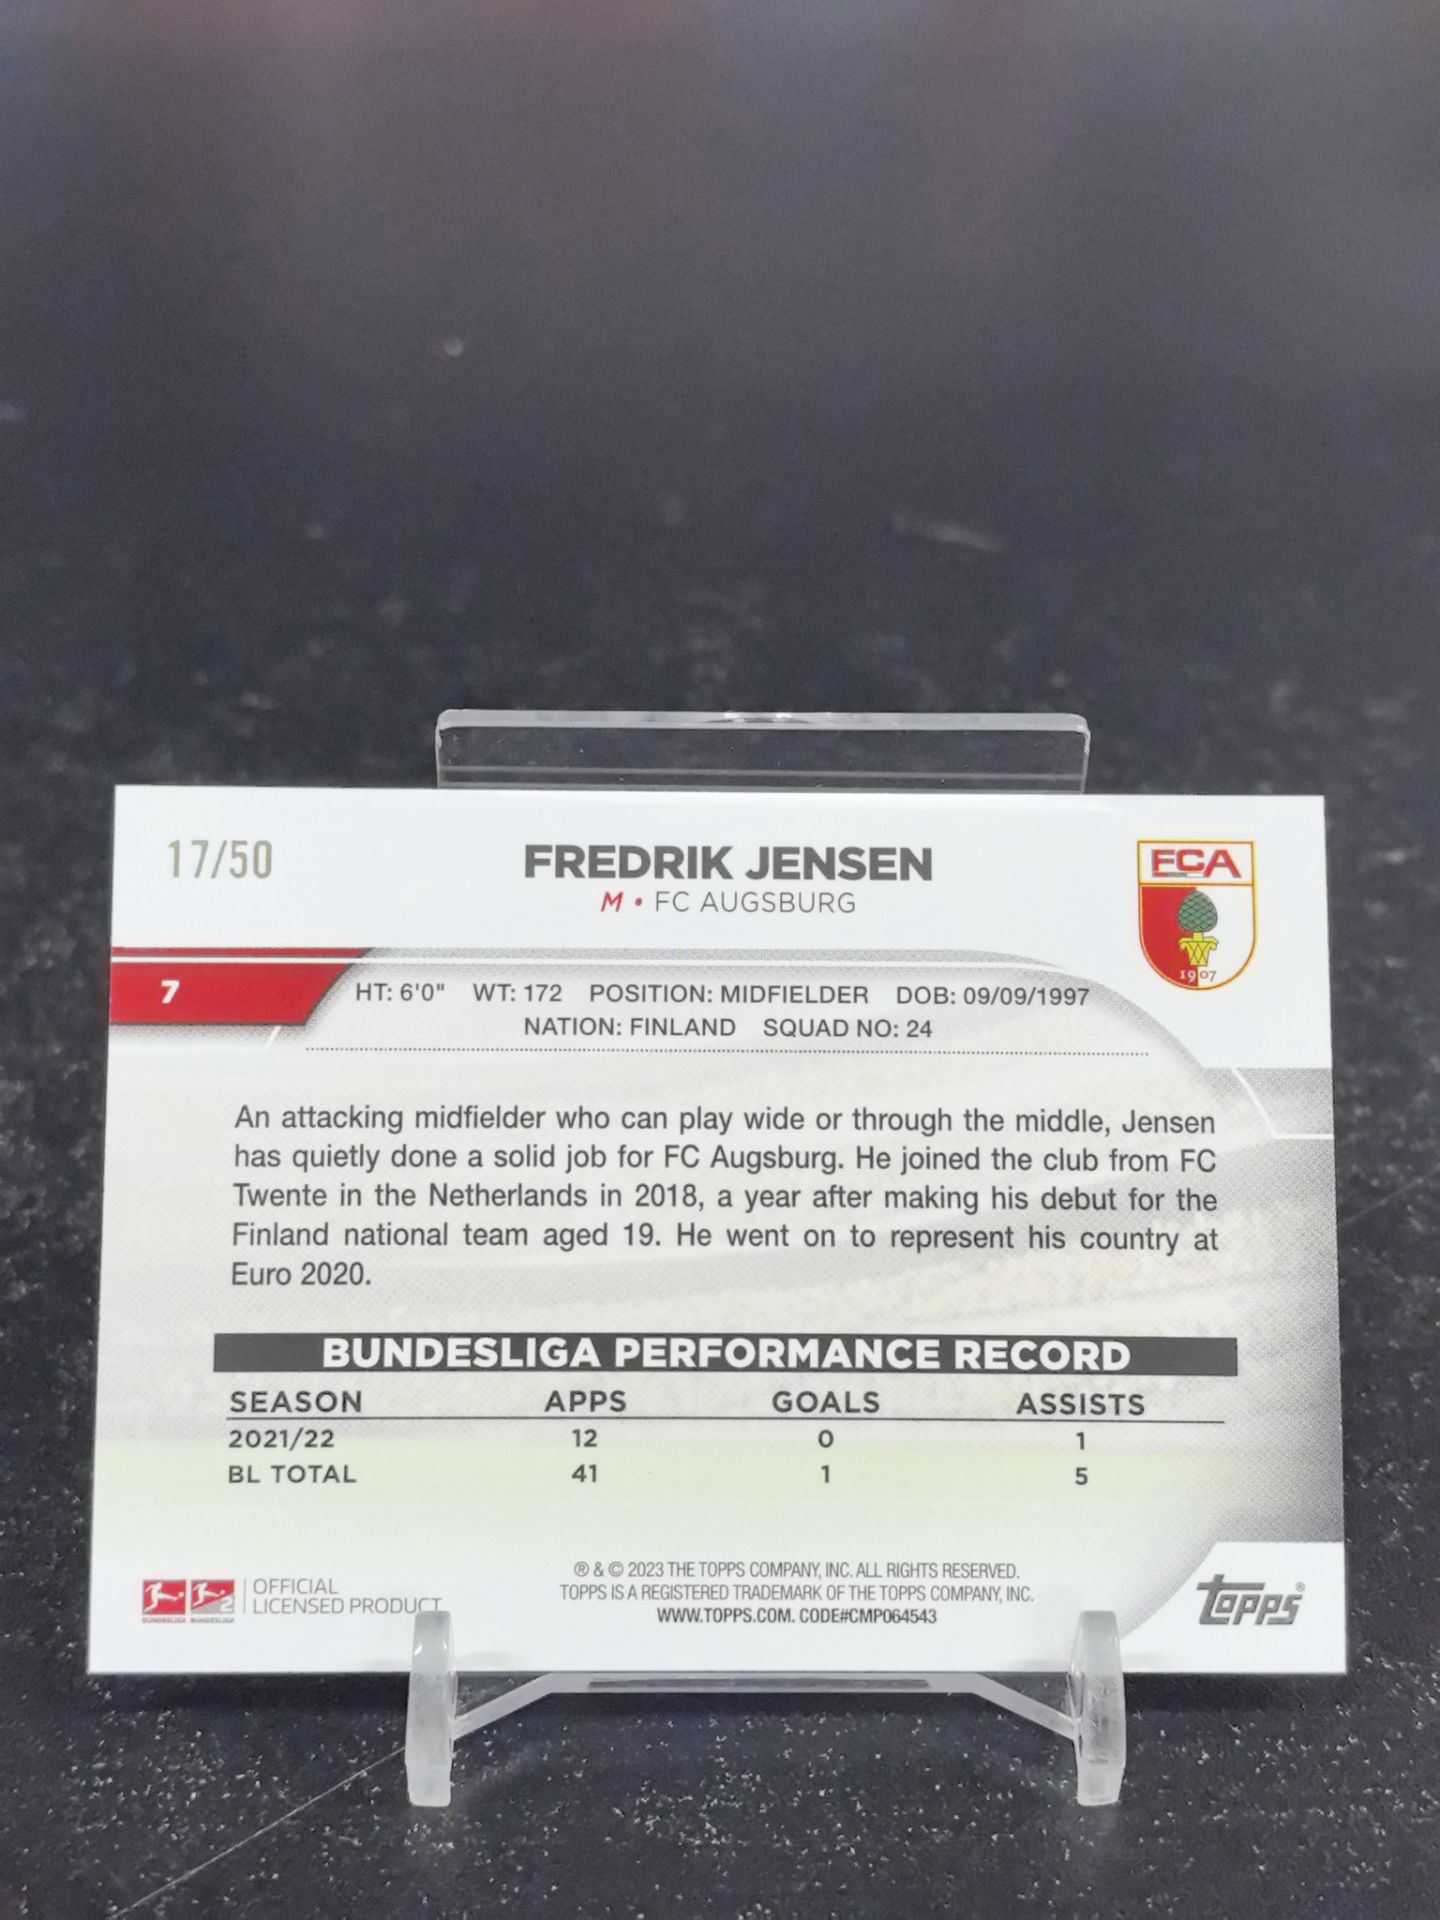 17/50
FREDRIK JENSEN
M • FC AUGSBURG
FCA
1907
7
HT: 6'0" WT: 172 POSITION: MIDFIELDER DOB: 09/09/1997
NATION: FINLAND SQUAD NO: 24
An attacking midfielder who can play wide or through the middle, Jensen
has quietly done a solid job for FC Augsburg. He joined the club from FC
Twente in the Netherlands in 2018, a year after making his debut for the
Finland national team aged 19. He went on to represent his country at
Euro 2020.
BUNDESLIGA PERFORMANCE RECORD
SEASON APPS GOALS ASSISTS
2021/22 12 0 1
BL TOTAL 41 1 5
BUNDESLIGA BUNDESLIGA
2
OFFICIAL
LICENSED PRODUCT
® & © 2023 THE TOPPS COMPANY, INC. ALL RIGHTS RESERVED.
TOPPS IS A REGISTERED TRADEMARK OF THE TOPPS COMPANY, INC.
WWW.TOPPS.COM. CODE#CMP064543
Topps®